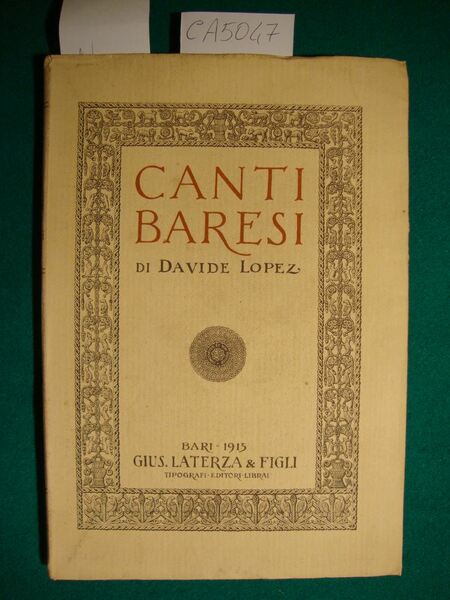 CA5047
CANTI
BARESI
DI DAVIDE LOPEZ
BARI - 1915
GIUS. LATERZA & FIGLI
TIPOGRAFI-EDITORI-LIBRAI